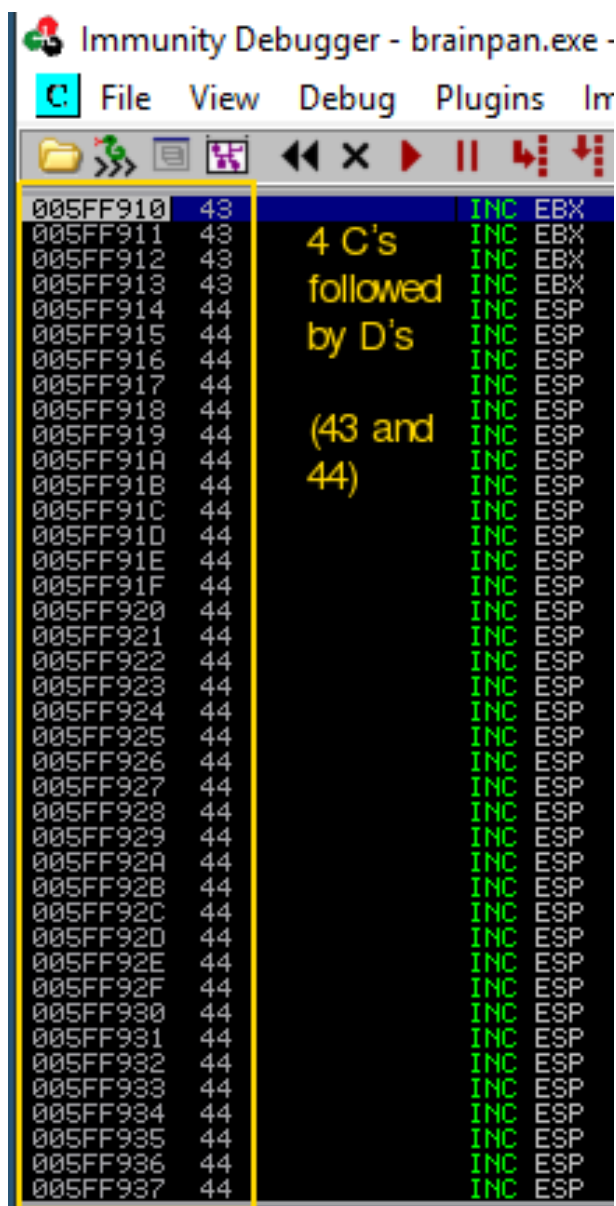 Immunity Debugger - brainpan.exe -
C File View Debug Plugins Im
005FF910 43 INC EBX
005FF911 43 4 C's INC EBX
005FF912 43 INC EBX
005FF913 43 followed INC EBX
005FF914 44 INC ESP
005FF915 44 by D's INC ESP
005FF916 44 INC ESP
005FF917 44 INC ESP
005FF918 44 INC ESP
005FF919 44 (43 and INC ESP
005FF91A 44 INC ESP
005FF91B 44 44) INC ESP
005FF91C 44 INC ESP
005FF91D 44 INC ESP
005FF91E 44 INC ESP
005FF91F 44 INC ESP
005FF920 44 INC ESP
005FF921 44 INC ESP
005FF922 44 INC ESP
005FF923 44 INC ESP
005FF924 44 INC ESP
005FF925 44 INC ESP
005FF926 44 INC ESP
005FF927 44 INC ESP
005FF928 44 INC ESP
005FF929 44 INC ESP
005FF92A 44 INC ESP
005FF92B 44 INC ESP
005FF92C 44 INC ESP
005FF92D 44 INC ESP
005FF92E 44 INC ESP
005FF92F 44 INC ESP
005FF930 44 INC ESP
005FF931 44 INC ESP
005FF932 44 INC ESP
005FF933 44 INC ESP
005FF934 44 INC ESP
005FF935 44 INC ESP
005FF936 44 INC ESP
005FF937 44 INC ESP